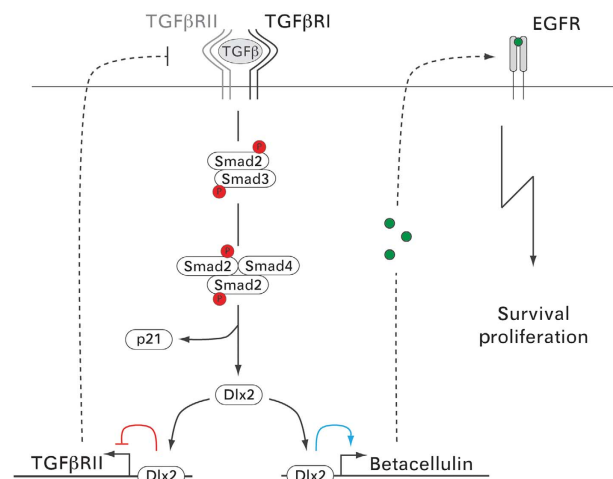 TGFβRII TGFβRI EGFR
TGFβ
P
Smad2
Smad3
P
P
Smad2 Smad4
Smad2
P
p21
Survival
proliferation
Dlx2
TGFβRII Dlx2 Dlx2 Betacellulin